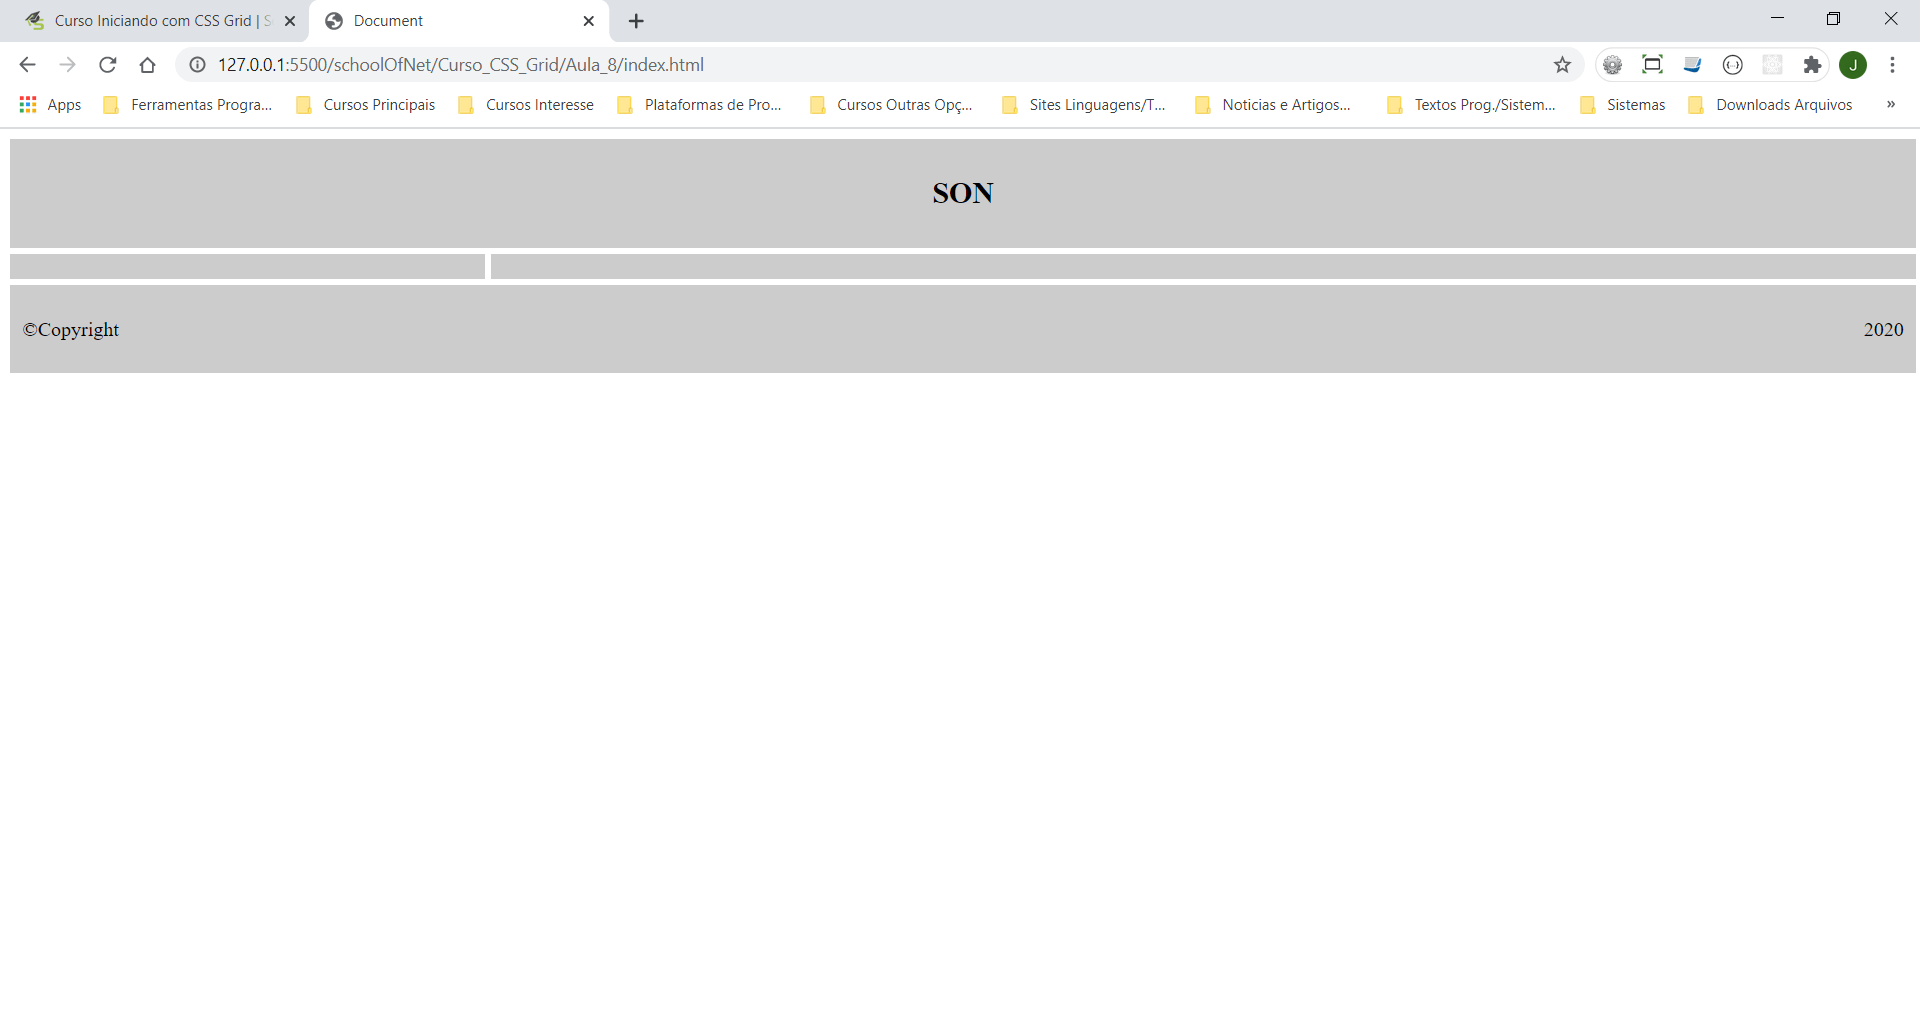 Curso Iniciando com CSS Grid | S
Document
127.0.0.1:5500/schoolOfNet/Curso_CSS_Grid/Aula_8/index.html
J
Apps Ferramentas Progra... Cursos Principais Cursos Interesse Plataformas de Pro... Cursos Outras Opç... Sites Linguagens/T... Noticias e Artigos... Textos Prog./Sistem... Sistemas Downloads Arquivos »
SON
©Copyright 2020